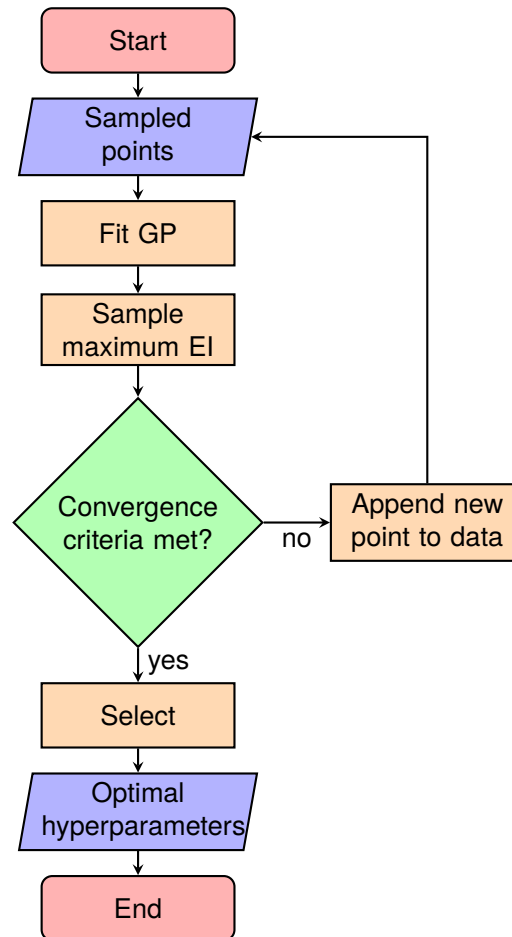 Start
Sampled
points
Fit GP
Sample
maximum EI
Convergence
criteria met?
no
Append new
point to data
yes
Select
Optimal
hyperparameters
End